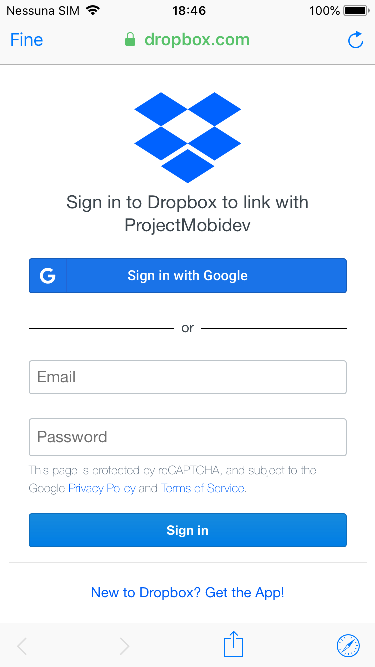 Nessuna SIM 18:46 100%
Fine dropbox.com
Sign in to Dropbox to link with
ProjectMobidev
G Sign in with Google
or
Email
Password
This page is protected by reCAPTCHA, and subject to the
Google Privacy Policy and Terms of Service.
Sign in
New to Dropbox? Get the App!